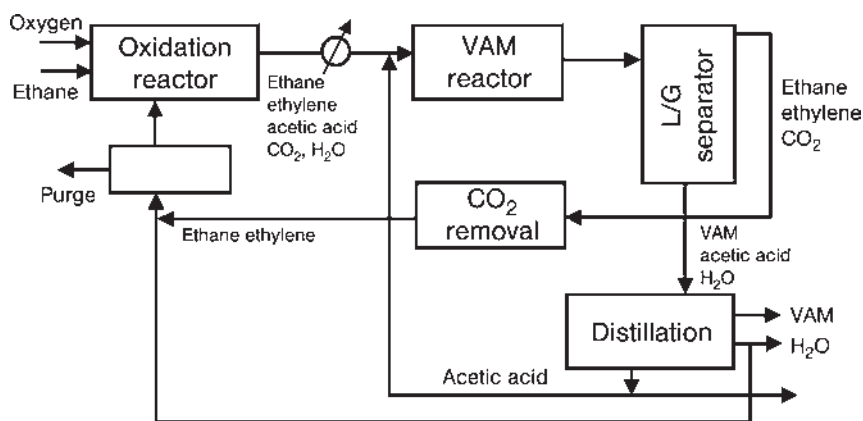 Oxygen
Ethane
Oxidation
reactor
Ethane
ethylene
acetic acid
CO₂, H₂O
VAM
reactor
L/G
separator
Ethane
ethylene
CO₂
Purge
CO₂
removal
Ethane ethylene
VAM
acetic acid
H₂O
Distillation
VAM
H₂O
Acetic acid